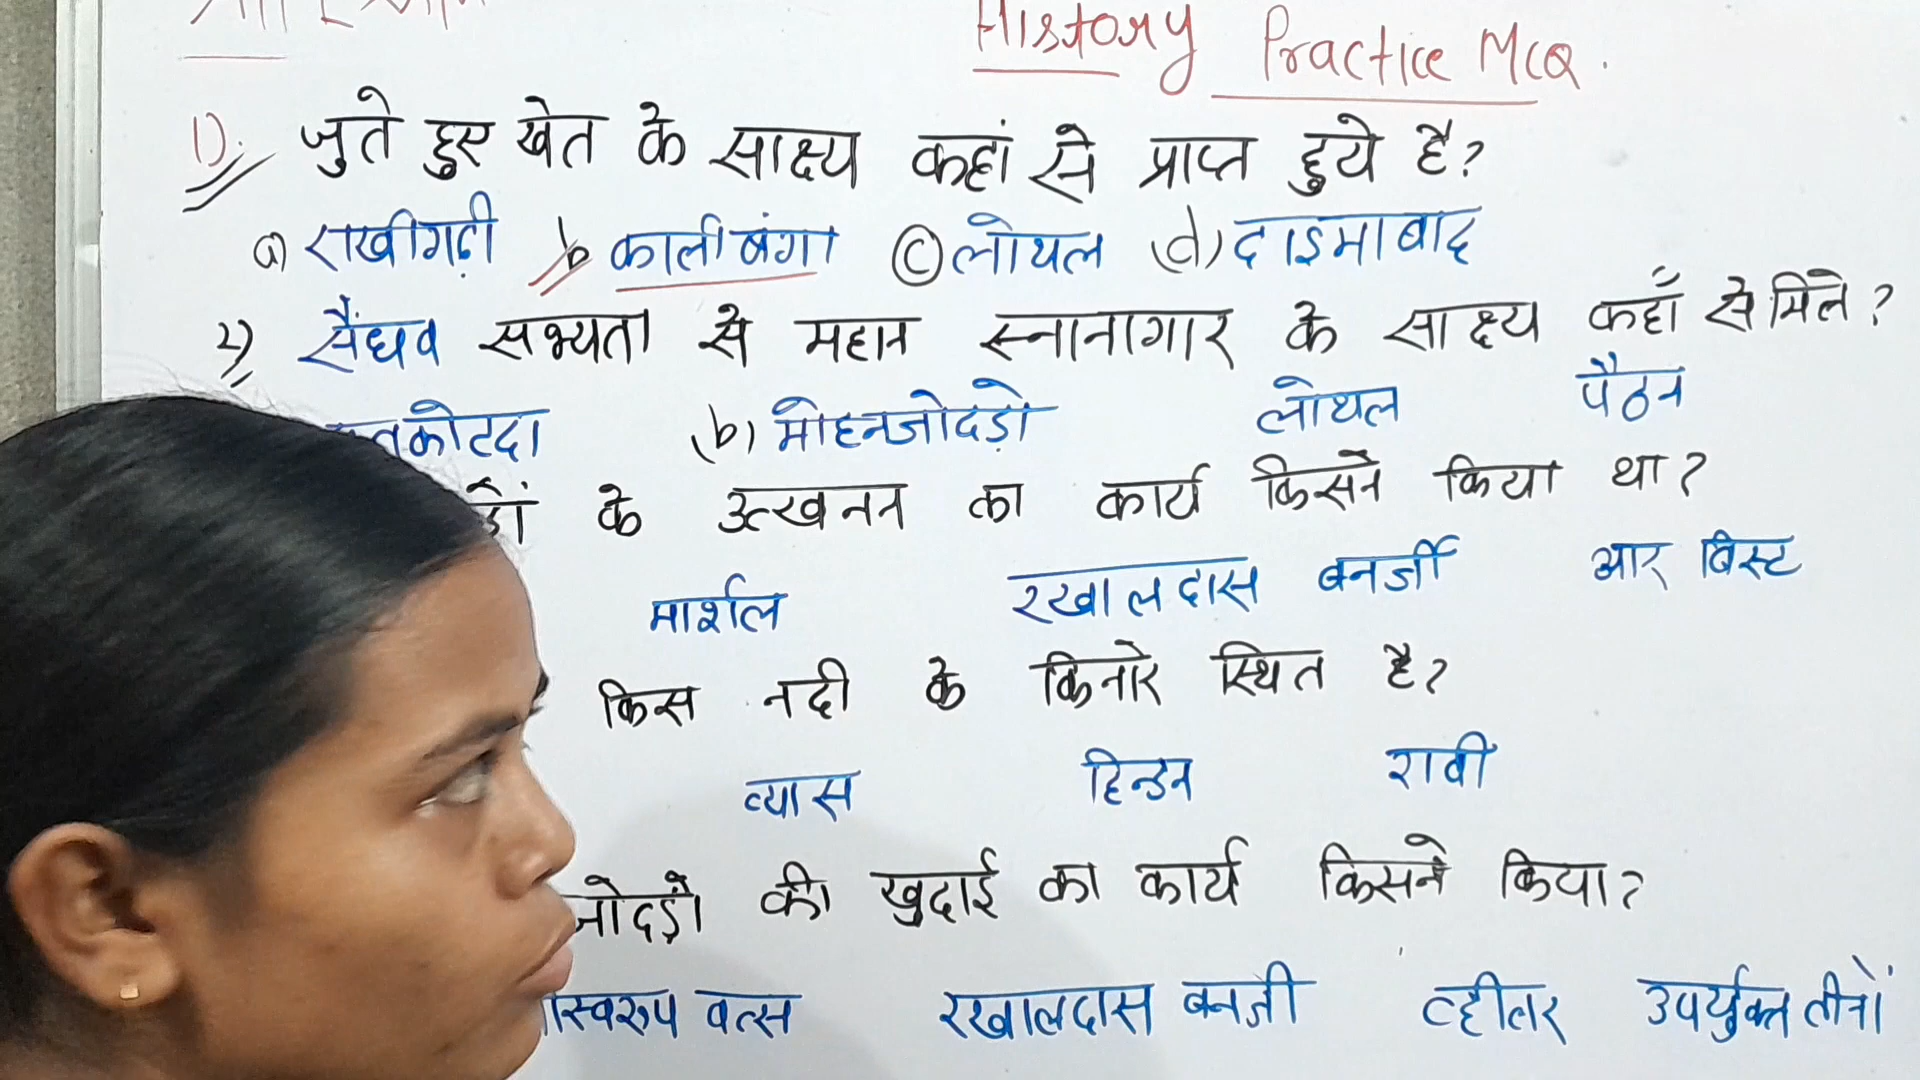 History Practice MCQ.
1). जुते हुए खेत के साक्ष्य कहां से प्राप्त हुये है?
a) राखीगढ़ी b कालीबंगा (c) लोथल (d) दाइमाबाद
2) सैंधव सभ्यता से महान स्नानागार के साक्ष्य कहाँ से मिले?
कोटदा (b) मोहनजोदड़ो लोथल पैठन
के उत्खनन का कार्य किसने किया था?
मार्शल रखालदास बनर्जी आर बिस्ट
किस नदी के किनारे स्थित है?
व्यास हिन्डन रावी
जोदड़ो की खुदाई का कार्य किसने किया?
स्वरुप वत्स रखालदास बनर्जी व्हीलर उपर्युक्त तीनों